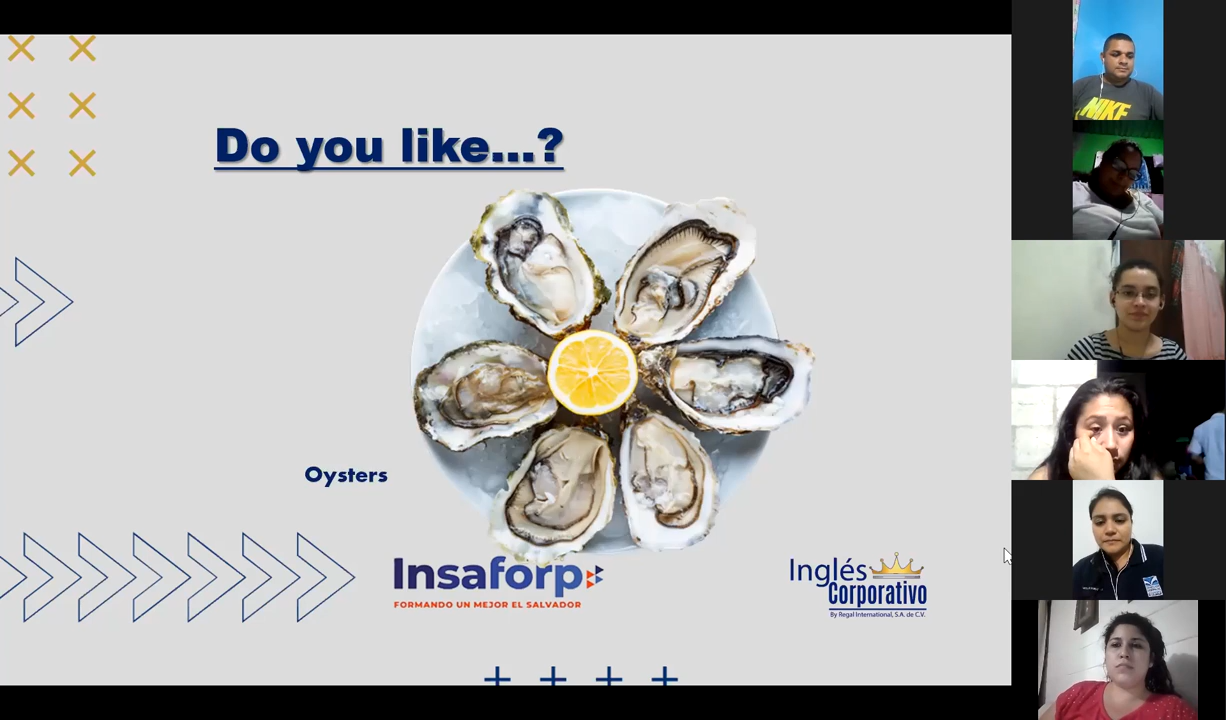 Do you like...?
Oysters
Insaforp
FORMANDO UN MEJOR EL SALVADOR
Inglés
Corporativo
By Regal International, S.A. de C.V.
NIKE